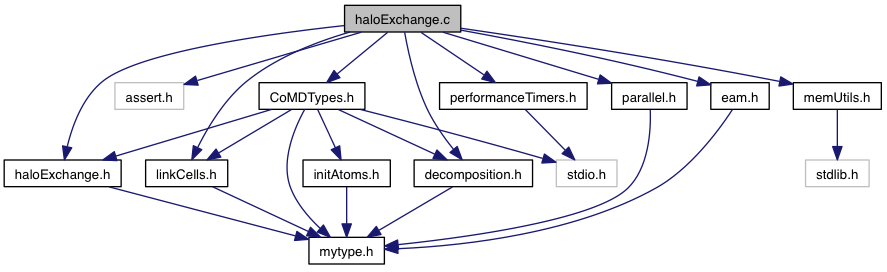 haloExchange.c
assert.h
CoMDTypes.h
performanceTimers.h
parallel.h
eam.h
memUtils.h
haloExchange.h
linkCells.h
initAtoms.h
decomposition.h
stdio.h
stdlib.h
mytype.h